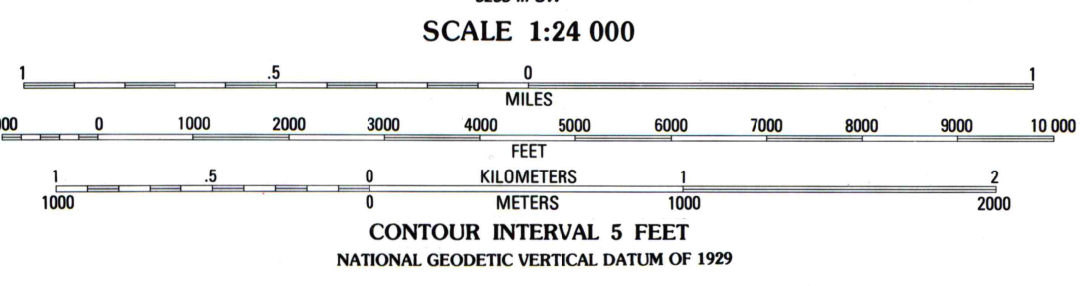 SCALE 1:24 000
1 .5 0 1
MILES
0 1000 2000 3000 4000 5000 6000 7000 8000 9000 10 000
FEET
1 .5 0 KILOMETERS 1 2
1000 0 METERS 1000 2000
CONTOUR INTERVAL 5 FEET
NATIONAL GEODETIC VERTICAL DATUM OF 1929